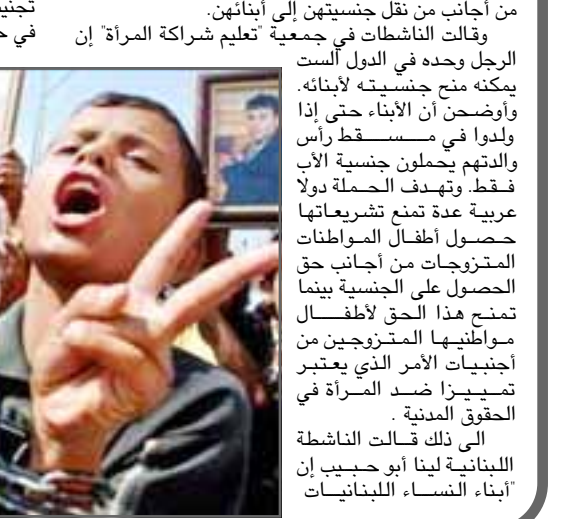 من أجانب من نقل جنسيتهن إلى أبنائهن.
وقالت الناشطات في جمعية "تعليم شراكة المرأة" إن
الرجل وحده في الدول الست
يمكنه منح جنسيته لأبنائه.
وأوضحن أن الأبناء حتى إذا
ولدوا في مسقط رأس
والدتهم يحملون جنسية الأب
فقط. وتهدف الحملة دولا
عربية عدة تمنع تشريعاتها
حصول أطفال المواطنات
المتزوجات من أجانب حق
الحصول على الجنسية بينما
تمنح هذا الحق لأطفال
مواطنيها المتزوجين من
أجنبيات الأمر الذي يعتبر
تمييزا ضد المرأة في
الحقوق المدنية .
الى ذلك قالت الناشطة
اللبنانية لينا أبو حبيب إن
"أبناء النساء اللبنانيات